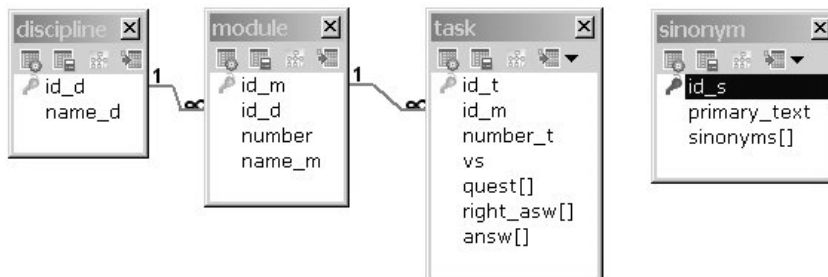 discipline
id_d
name_d
1
∞
module
id_m
id_d
number
name_m
1
∞
task
id_t
id_m
number_t
vs
quest[]
right_asw[]
answ[]
sinonym
id_s
primary_text
sinonyms[]